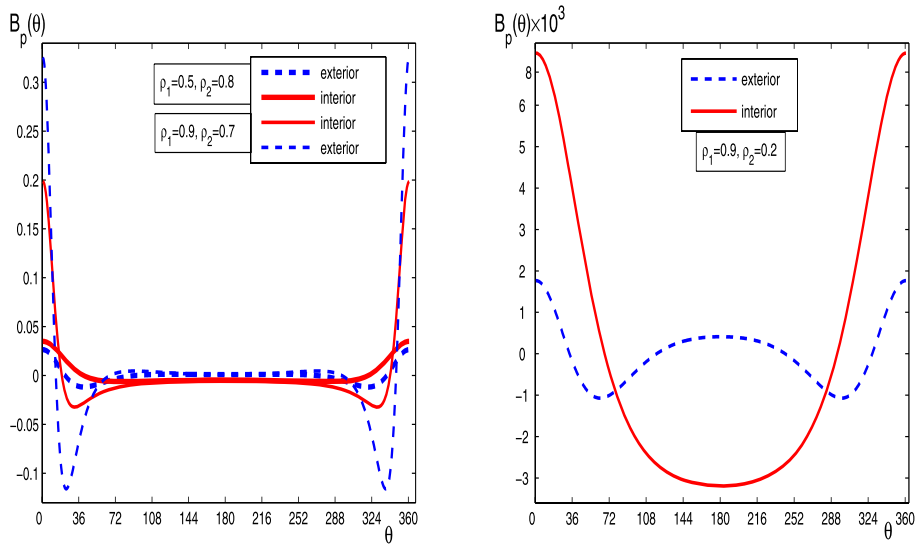 B_p(θ)
0.3
0.2
0.15
0.1
0.05
0
−0.05
−0.1
0 36 72 108 144 180 216 252 288 324 360
θ
ρ_1=0.5, ρ_2=0.8
ρ_1=0.9, ρ_2=0.7
exterior
interior
interior
exterior
B_p(θ)×10^3
8
6
5
4
3
2
1
0
−1
−2
−3
0 36 72 108 144 180 216 252 288 324 360
θ
exterior
interior
ρ_1=0.9, ρ_2=0.2